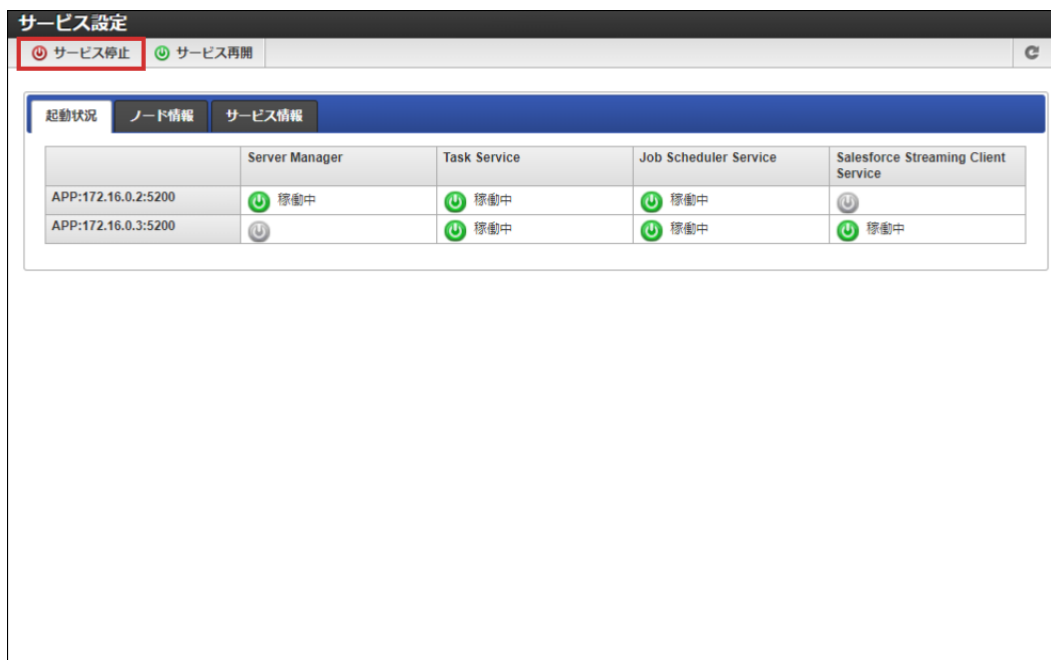 サービス設定
サービス停止 サービス再開
起動状況 ノード情報 サービス情報
Server Manager Task Service Job Scheduler Service Salesforce Streaming Client Service
APP:172.16.0.2:5200 稼働中 稼働中 稼働中
APP:172.16.0.3:5200 稼働中 稼働中 稼働中